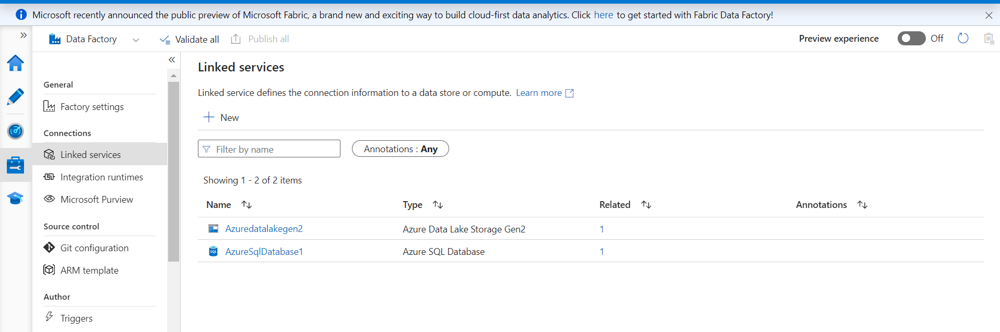 Microsoft recently announced the public preview of Microsoft Fabric, a brand new and exciting way to build cloud-first data analytics. Click here to get started with Fabric Data Factory!
Data Factory
Validate all
Publish all
Preview experience
Off
General
Factory settings
Connections
Linked services
Integration runtimes
Microsoft Purview
Source control
Git configuration
ARM template
Author
Triggers
Linked services
Linked service defines the connection information to a data store or compute. Learn more
New
Filter by name
Annotations : Any
Showing 1 - 2 of 2 items
Name Type Related Annotations
Azuredatalakegen2 Azure Data Lake Storage Gen2 1
SQL AzureSqlDatabase1 Azure SQL Database 1